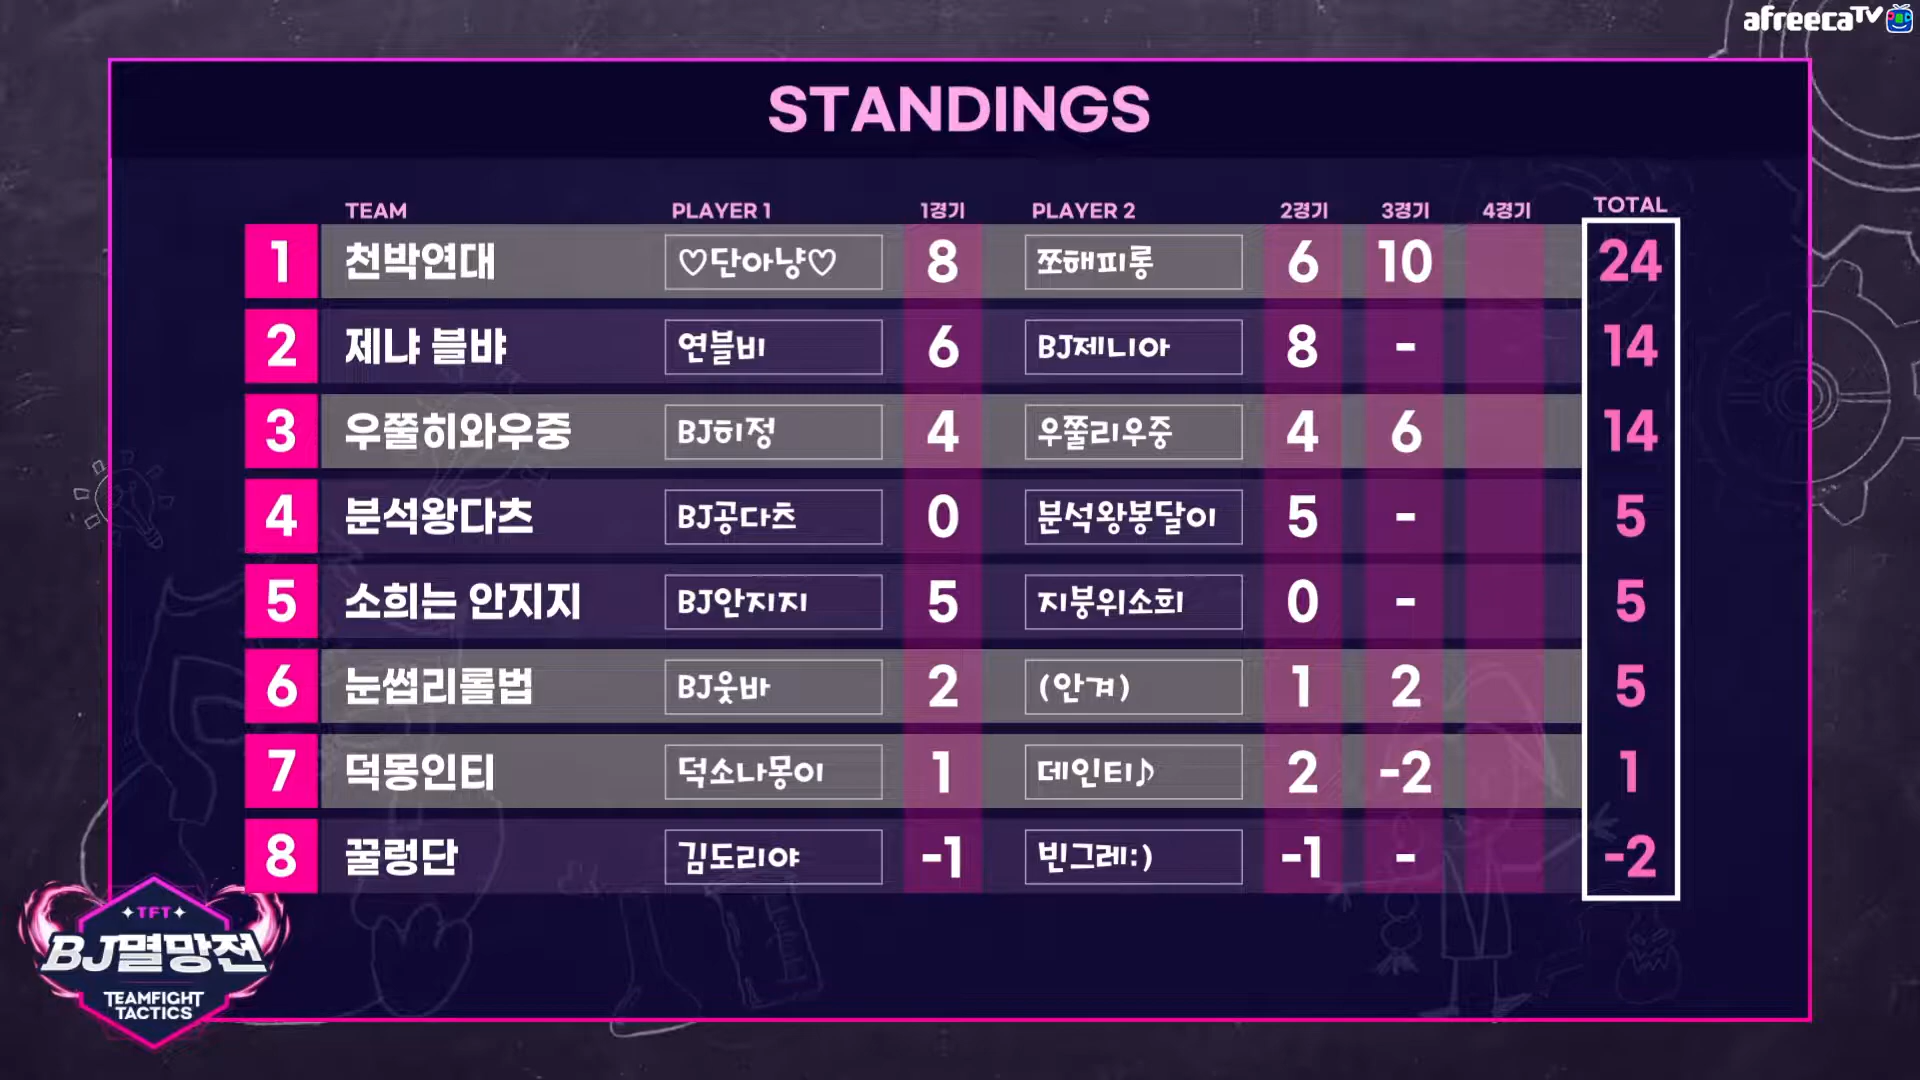 afreecaTV
STANDINGS
TEAM PLAYER 1 1경기 PLAYER 2 2경기 3경기 4경기 TOTAL
1 천박연대 ♡단아냥♡ 8 쪼해피롱 6 10 24
2 제냐 블뱌 연블비 6 BJ제니아 8 - 14
3 우쭐히와우중 BJ히정 4 우쭐리우중 4 6 14
4 분석왕다츠 BJ공다츠 0 분석왕봉달이 5 - 5
5 소희는 안지지 BJ안지지 5 지붕위소희 0 - 5
6 눈썹리롤법 BJ웃바 2 (안겨) 1 2 5
7 덕몽인티 덕소나몽이 1 데인티♪ 2 -2 1
8 꿀렁단 김도리야 -1 빈그레:) -1 - -2
TFT
BJ멸망전
TEAMFIGHT
TACTICS